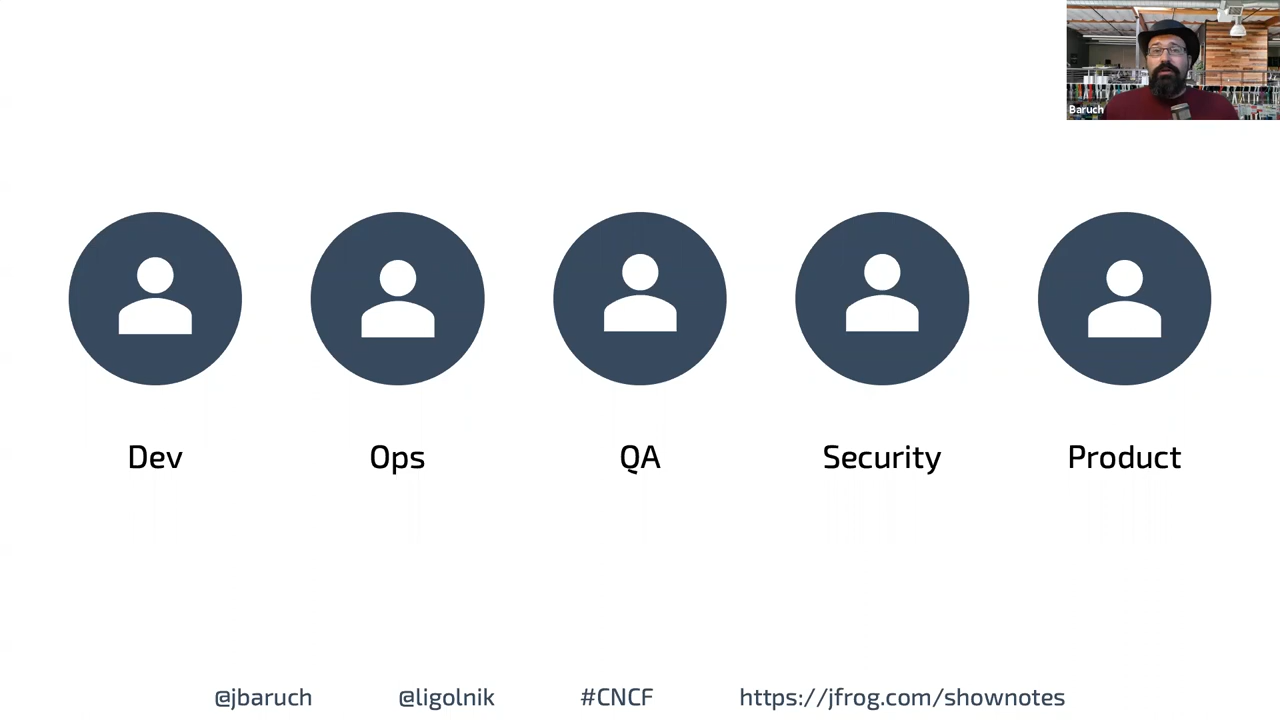 Baruch
Dev Ops QA Security Product
@jbaruch @ligolnik #CNCF https://jfrog.com/shownotes